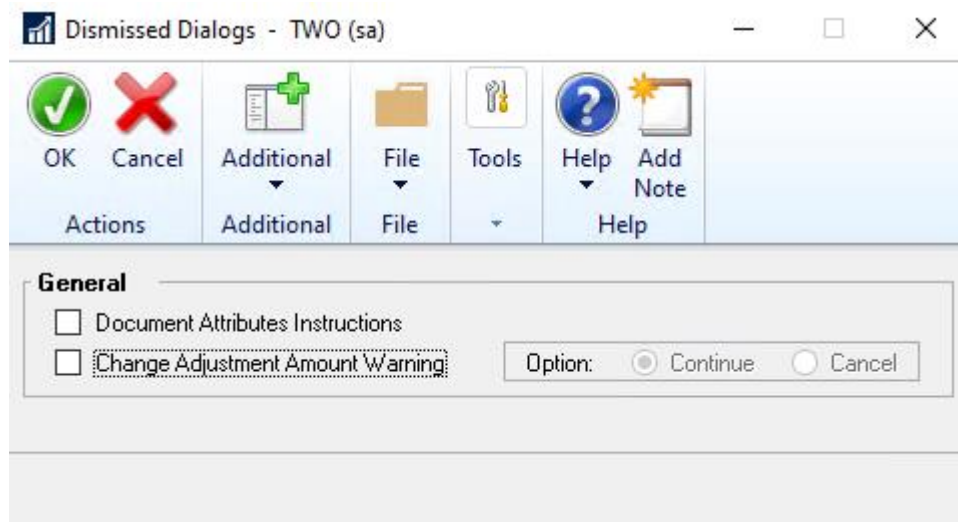 Dismissed Dialogs - TWO (sa)
OK Cancel Additional File Tools Help Add
Note
Actions Additional File Help
General
Document Attributes Instructions
Change Adjustment Amount Warning Option: Continue Cancel